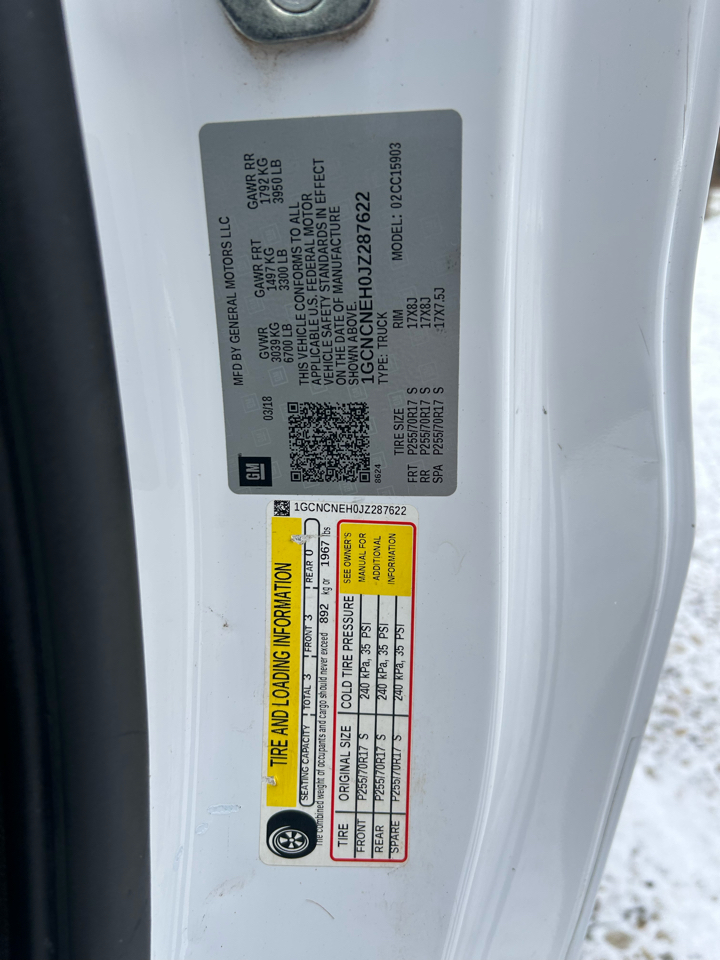 GM
MFD BY GENERAL MOTORS LLC
03/18
GVWR GAWR FRT GAWR RR
3039 KG 1497 KG 1792 KG
6700 LB 3300 LB 3950 LB
THIS VEHICLE CONFORMS TO ALL
APPLICABLE U.S. FEDERAL MOTOR
VEHICLE SAFETY STANDARDS IN EFFECT
ON THE DATE OF MANUFACTURE
SHOWN ABOVE.
1GCNCNEH0JZ287622
8624 TYPE: TRUCK MODEL: 02CC15903
TIRE SIZE RIM
FRT P255/70R17 S 17X8J
RR P255/70R17 S 17X8J
SPA P255/70R17 S 17X7.5J
1GCNCNEH0JZ287622
TIRE AND LOADING INFORMATION
SEATING CAPACITY TOTAL 3 FRONT 3 REAR 0
The combined weight of occupants and cargo should never exceed 892 kg or 1967 lbs
TIRE ORIGINAL SIZE COLD TIRE PRESSURE
FRONT P255/70R17 S 240 kPa, 35 PSI
REAR P255/70R17 S 240 kPa, 35 PSI
SPARE P255/70R17 S 240 kPa, 35 PSI
SEE OWNER'S
MANUAL FOR
ADDITIONAL
INFORMATION